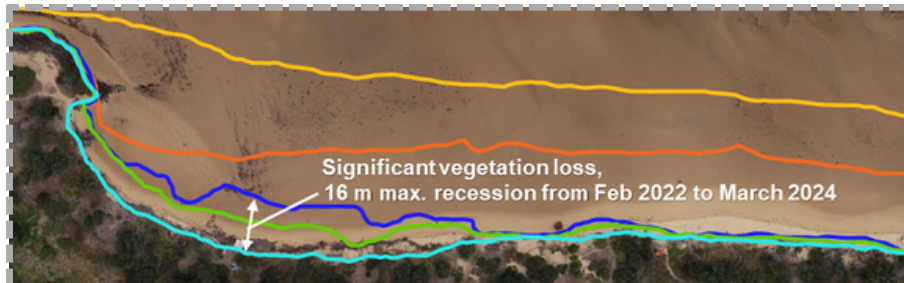 Significant vegetation loss,
16 m max. recession from Feb 2022 to March 2024